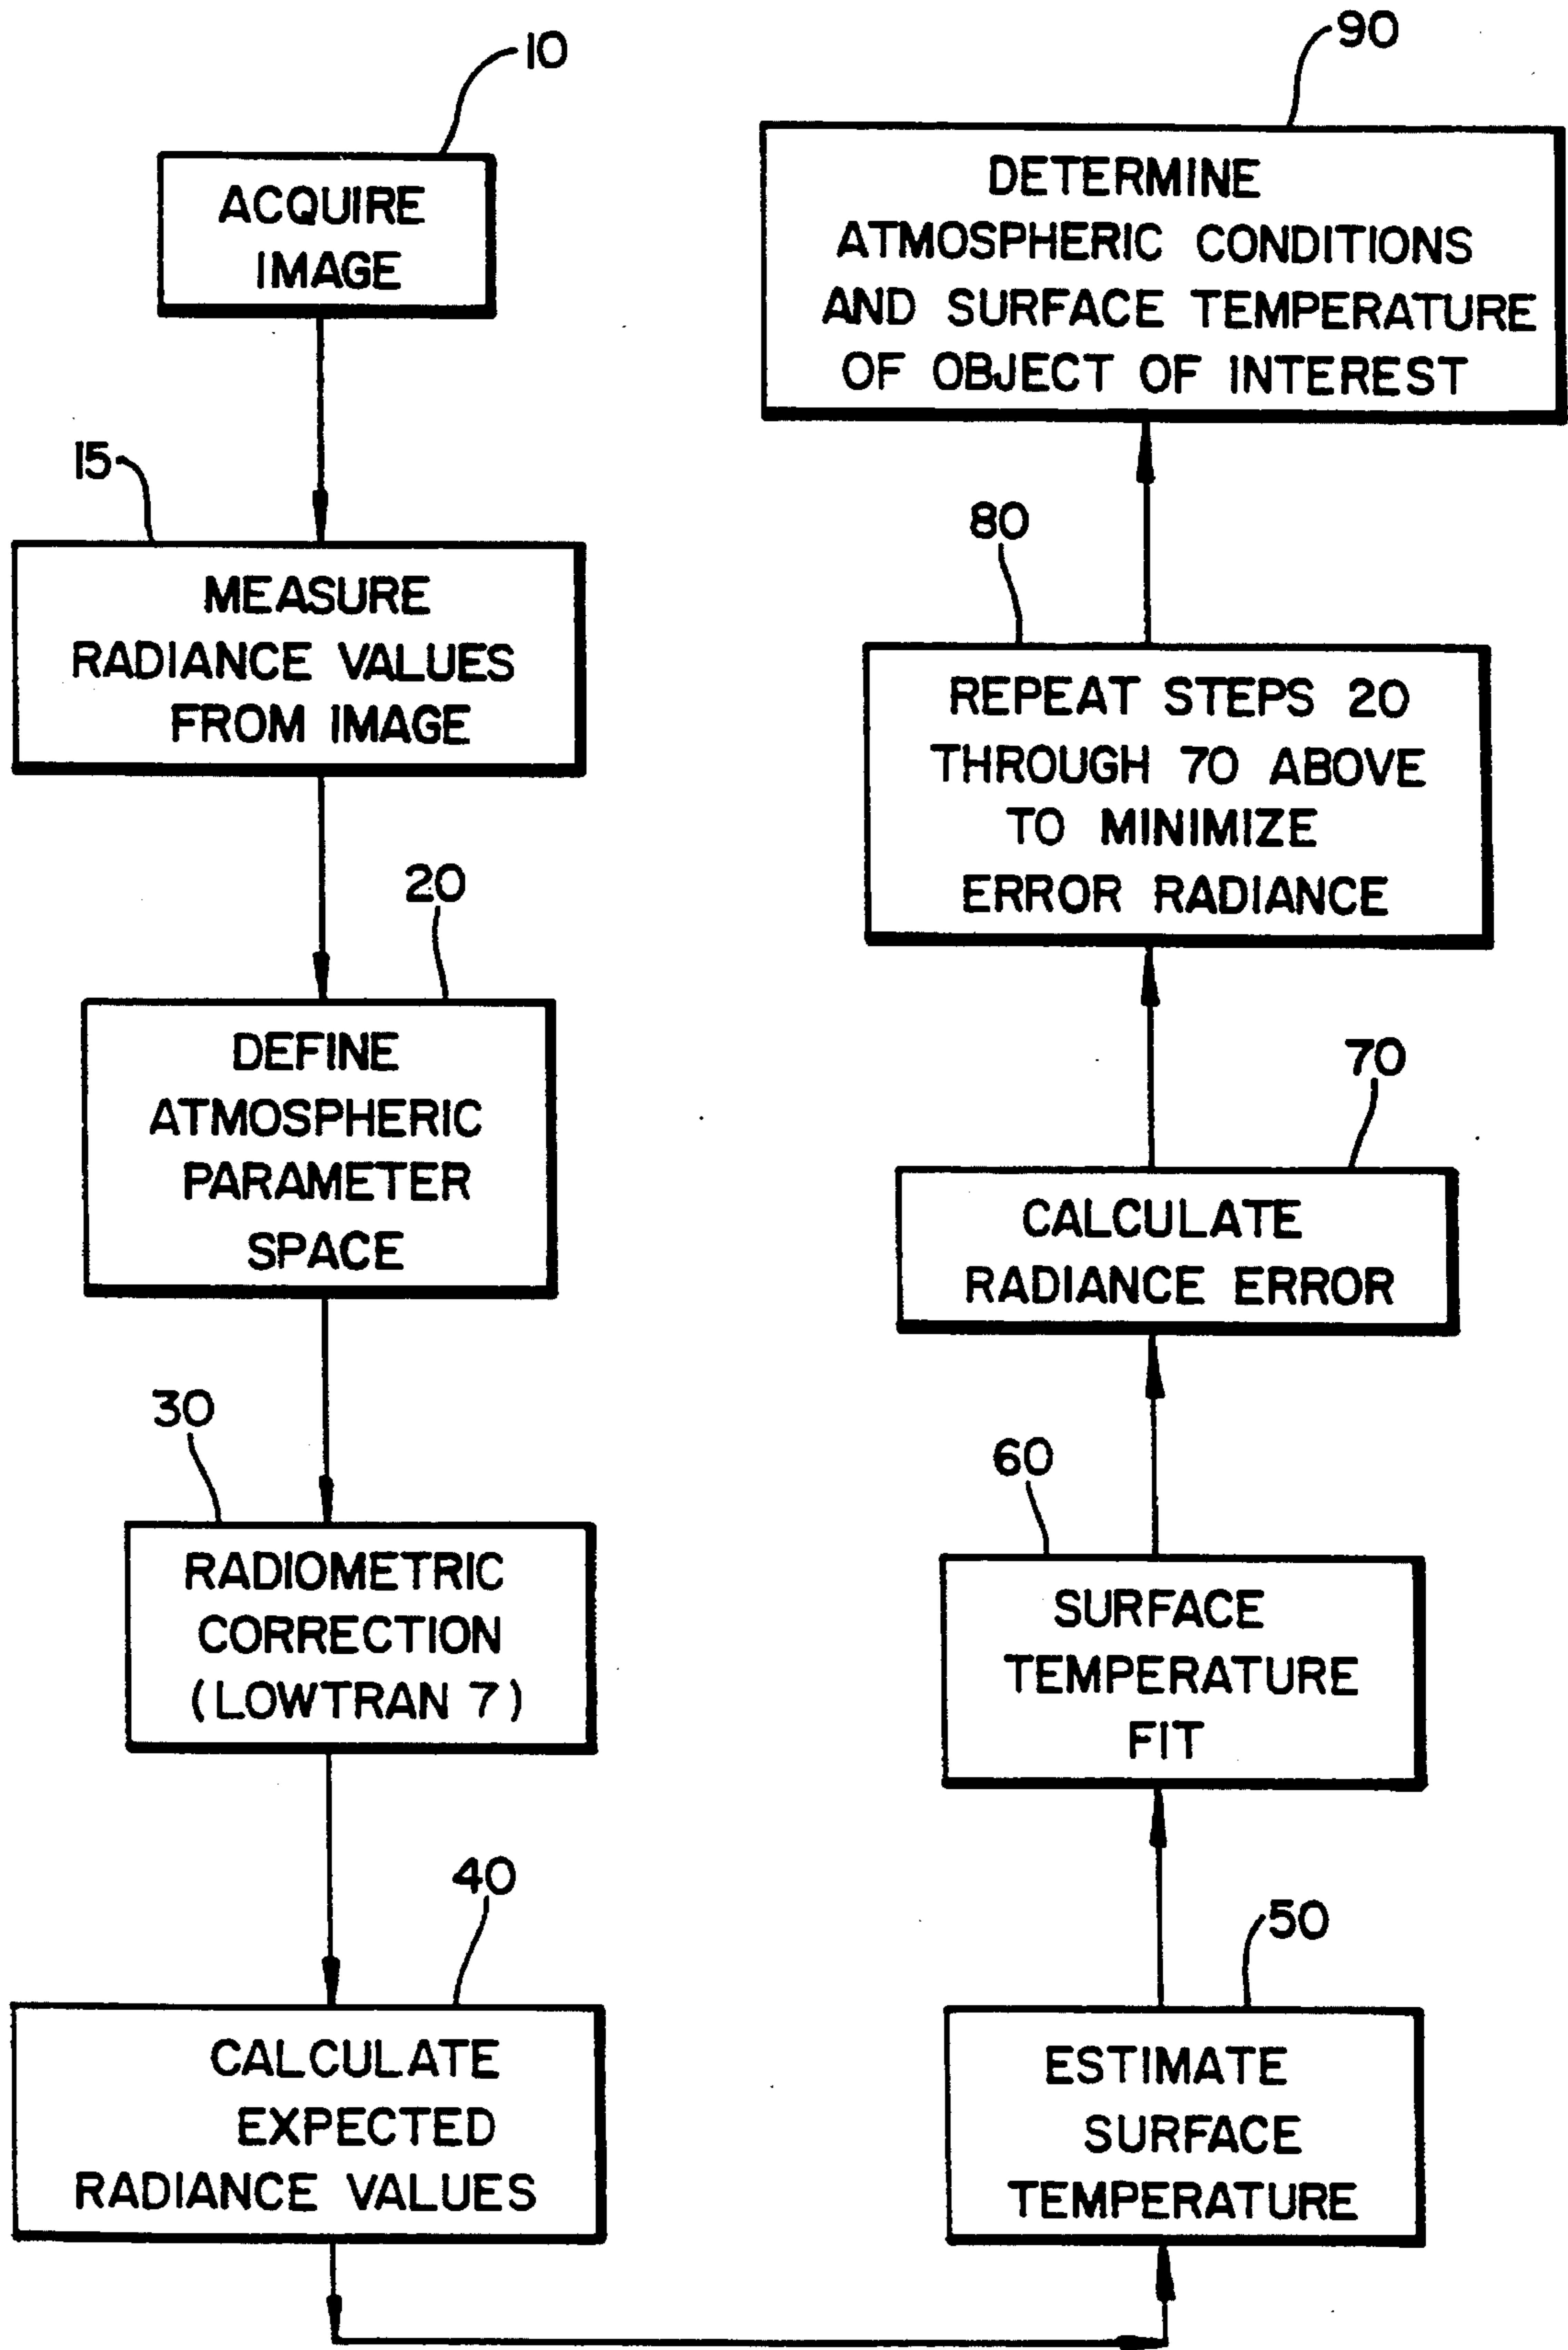 10
ACQUIRE
IMAGE
15
MEASURE
RADIANCE VALUES
FROM IMAGE
20
DEFINE
ATMOSPHERIC
PARAMETER
SPACE
30
RADIOMETRIC
CORRECTION
(LOWTRAN 7)
40
CALCULATE
EXPECTED
RADIANCE VALUES
50
ESTIMATE
SURFACE
TEMPERATURE
60
SURFACE
TEMPERATURE
FIT
70
CALCULATE
RADIANCE ERROR
80
REPEAT STEPS 20
THROUGH 70 ABOVE
TO MINIMIZE
ERROR RADIANCE
90
DETERMINE
ATMOSPHERIC CONDITIONS
AND SURFACE TEMPERATURE
OF OBJECT OF INTEREST